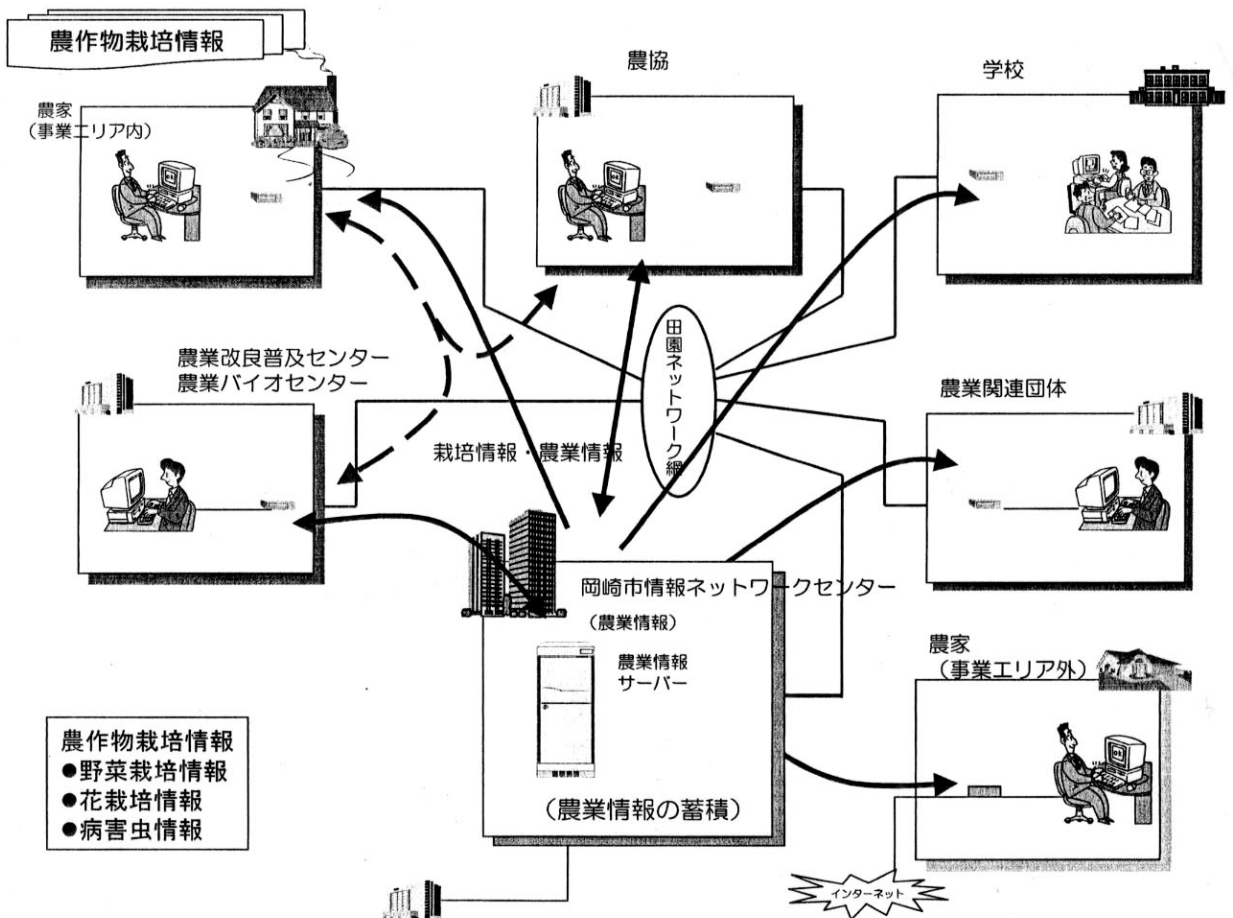 農作物栽培情報
農協
学校
農家
(事業エリア内)
農業改良普及センター
農業バイオセンター
田園ネットワーク網
農業関連団体
栽培情報・農業情報
岡崎市情報ネットワークセンター
(農業情報)
農業情報
サーバー
農家
(事業エリア外)
農作物栽培情報
●野菜栽培情報
●花栽培情報
●病害虫情報
(農業情報の蓄積)
インターネット